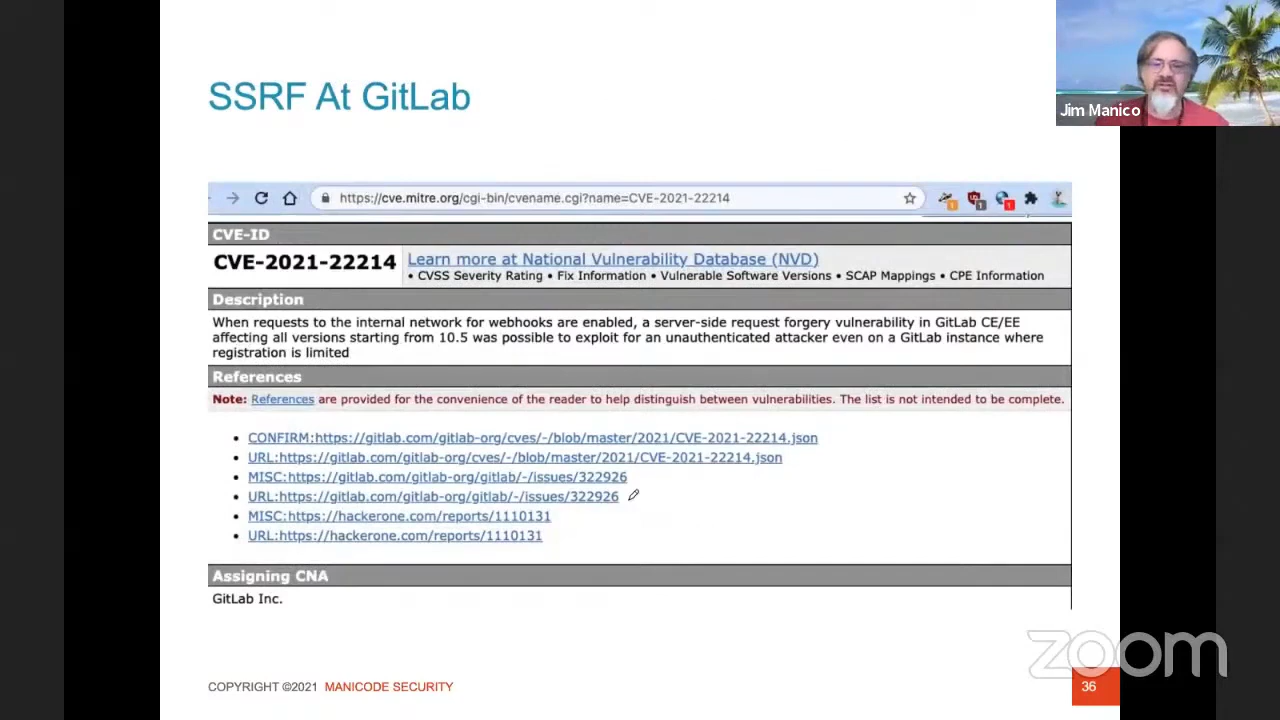 SSRF At GitLab
Jim Manico
https://cve.mitre.org/cgi-bin/cvename.cgi?name=CVE-2021-22214
CVE-ID
CVE-2021-22214
Learn more at National Vulnerability Database (NVD)
• CVSS Severity Rating • Fix Information • Vulnerable Software Versions • SCAP Mappings • CPE Information
Description
When requests to the internal network for webhooks are enabled, a server-side request forgery vulnerability in GitLab CE/EE
affecting all versions starting from 10.5 was possible to exploit for an unauthenticated attacker even on a GitLab instance where
registration is limited
References
Note: References are provided for the convenience of the reader to help distinguish between vulnerabilities. The list is not intended to be complete.
• CONFIRM:https://gitlab.com/gitlab-org/cves/-/blob/master/2021/CVE-2021-22214.json
• URL:https://gitlab.com/gitlab-org/cves/-/blob/master/2021/CVE-2021-22214.json
• MISC:https://gitlab.com/gitlab-org/gitlab/-/issues/322926
• URL:https://gitlab.com/gitlab-org/gitlab/-/issues/322926
• MISC:https://hackerone.com/reports/1110131
• URL:https://hackerone.com/reports/1110131
Assigning CNA
GitLab Inc.
zoom
COPYRIGHT ©2021 MANICODE SECURITY
36